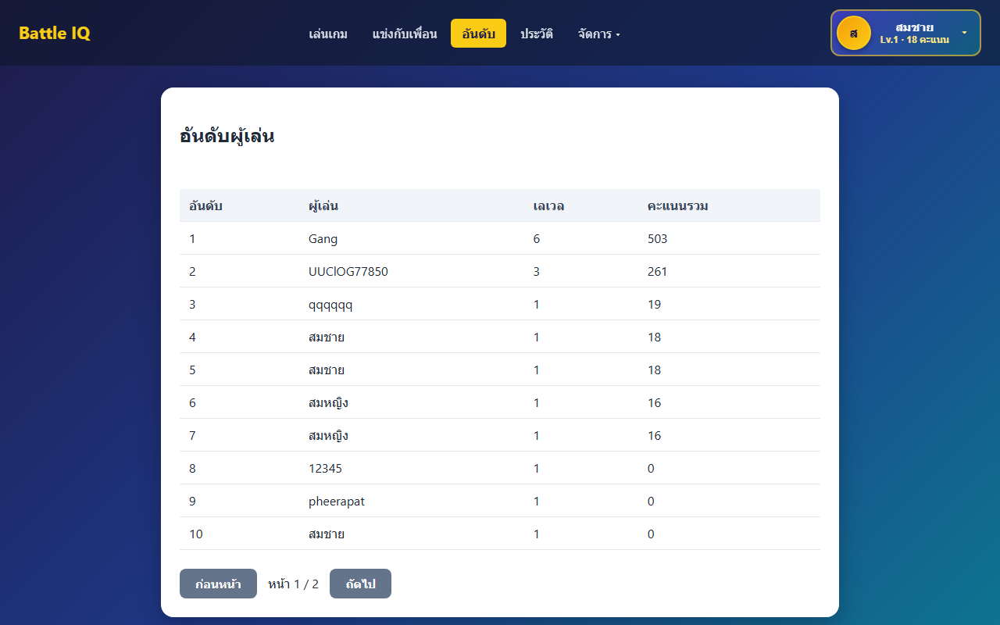 Battle IQ
เล่นเกม
แข่งกับเพื่อน
อันดับ
ประวัติ
จัดการ
ส
สมชาย
Lv.1 · 18 คะแนน
อันดับผู้เล่น
อันดับ ผู้เล่น เลเวล คะแนนรวม
1 Gang 6 503
2 UUClOG77850 3 261
3 qqqqqq 1 19
4 สมชาย 1 18
5 สมชาย 1 18
6 สมหญิง 1 16
7 สมหญิง 1 16
8 12345 1 0
9 pheerapat 1 0
10 สมชาย 1 0
ก่อนหน้า หน้า 1 / 2 ถัดไป